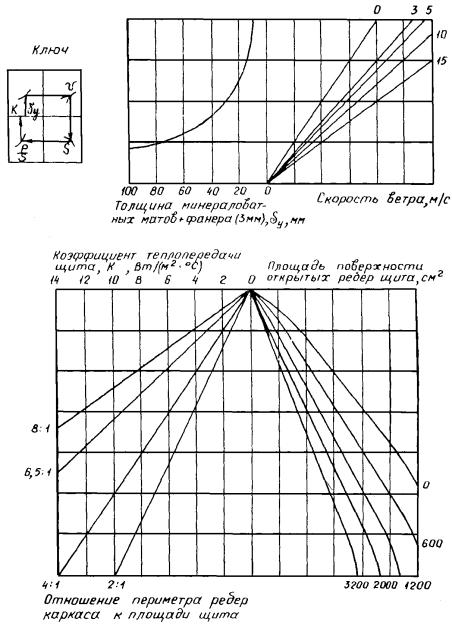 Ключ
v
K
δу
P/S
S
0 3 5
10
15
100 80 60 40 20 0
Толщина минераловат-
ных матов+фанера (3мм), δу, мм
Скорость ветра, м/с
Коэффициент теплопередачи
щита, К, Вт/(м²·°С)
Площадь поверхности
открытых ребер щита, см²
14 12 10 8 6 4 2 0
8:1
6,5:1
0
600
4:1 2:1
3200 2000 1200
Отношение периметра ребер
каркаса к площади щита